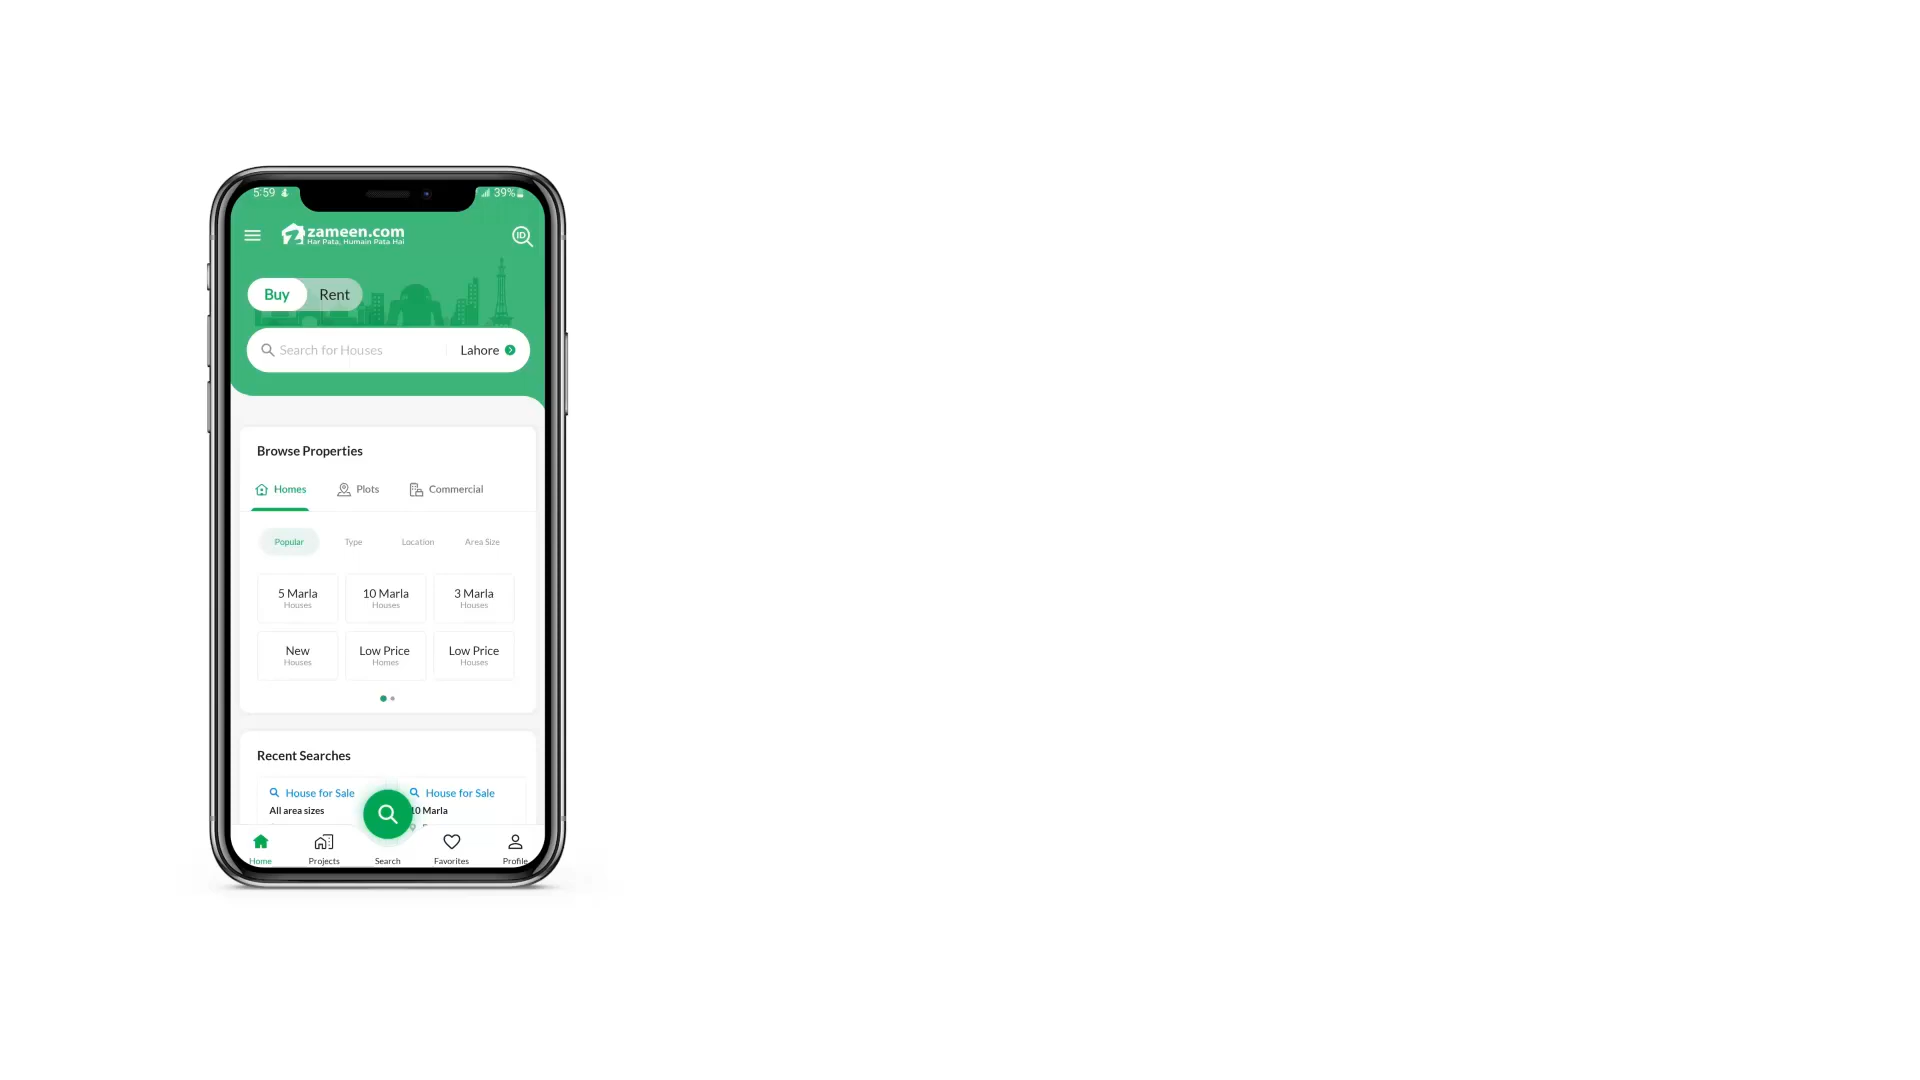 5:59
39%
zameen.com
Har Pata, Humain Pata Hai
ID
Buy Rent
Search for Houses Lahore
Browse Properties
Homes Plots Commercial
Popular Type Location Area Size
5 Marla 10 Marla 3 Marla
Houses Houses Houses
New Low Price Low Price
Houses Homes Houses
Recent Searches
House for Sale House for Sale
All area sizes 10 Marla
Home Projects Search Favorites Profile